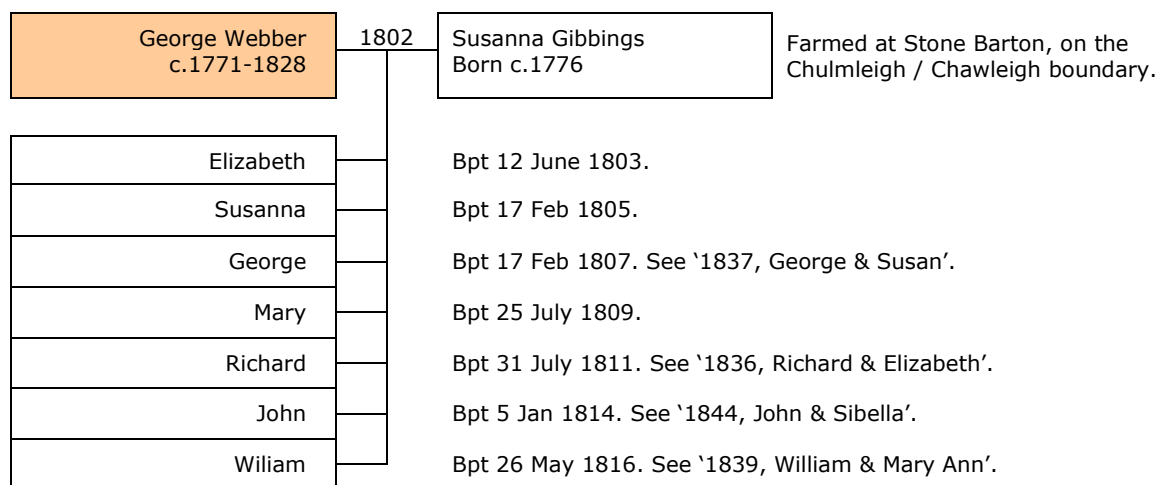 George Webber
c.1771-1828
1802
Susanna Gibbings
Born c.1776
Farmed at Stone Barton, on the
Chulmleigh / Chawleigh boundary.
Elizabeth Bpt 12 June 1803.
Susanna Bpt 17 Feb 1805.
George Bpt 17 Feb 1807. See ‘1837, George & Susan’.
Mary Bpt 25 July 1809.
Richard Bpt 31 July 1811. See ‘1836, Richard & Elizabeth’.
John Bpt 5 Jan 1814. See ‘1844, John & Sibella’.
Wiliam Bpt 26 May 1816. See ‘1839, William & Mary Ann’.